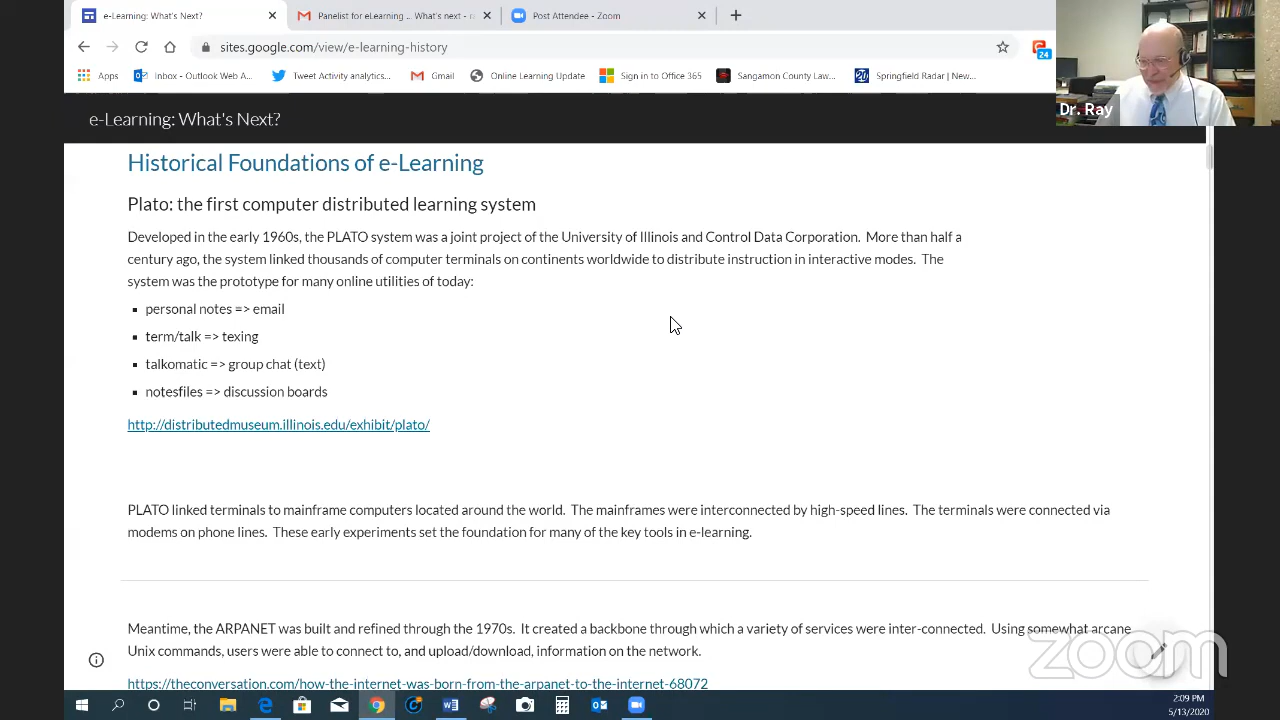 e-Learning: What's Next?
Panelist for eLearning ... What's next - r
Post Attendee - Zoom
sites.google.com/view/e-learning-history
24
Apps
Inbox - Outlook Web A...
Tweet Activity analytics...
Gmail
Online Learning Update
Sign in to Office 365
Sangamon County Law...
20
Springfield Radar | New...
Dr. Ray
e-Learning: What's Next?
Historical Foundations of e-Learning
Plato: the first computer distributed learning system
Developed in the early 1960s, the PLATO system was a joint project of the University of Illinois and Control Data Corporation. More than half a
century ago, the system linked thousands of computer terminals on continents worldwide to distribute instruction in interactive modes. The
system was the prototype for many online utilities of today:
personal notes => email
term/talk => texing
talkomatic => group chat (text)
notesfiles => discussion boards
http://distributedmuseum.illinois.edu/exhibit/plato/
PLATO linked terminals to mainframe computers located around the world. The mainframes were interconnected by high-speed lines. The terminals were connected via
modems on phone lines. These early experiments set the foundation for many of the key tools in e-learning.
Meantime, the ARPANET was built and refined through the 1970s. It created a backbone through which a variety of services were inter-connected. Using somewhat arcane
Unix commands, users were able to connect to, and upload/download, information on the network.
https://theconversation.com/how-the-internet-was-born-from-the-arpanet-to-the-internet-68072
zoom
2:09 PM
5/13/2020